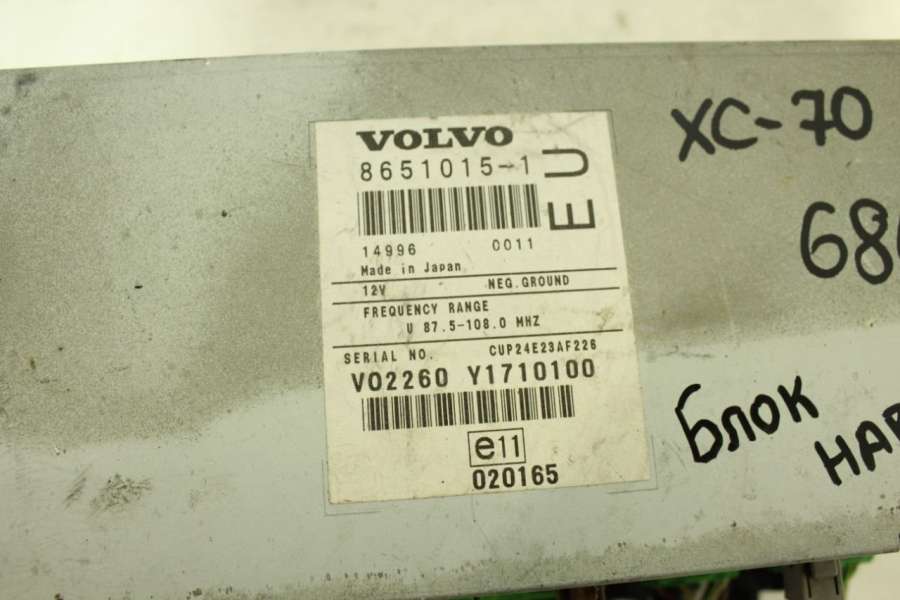 VOLVO
8651015-1
EU
14996 0011
Made in Japan
12V NEG.GROUND
FREQUENCY RANGE
U 87.5-108.0 MHZ
SERIAL NO. CUP24E23AF226
VO2260 Y1710100
e11
020165
XC-70
Блок